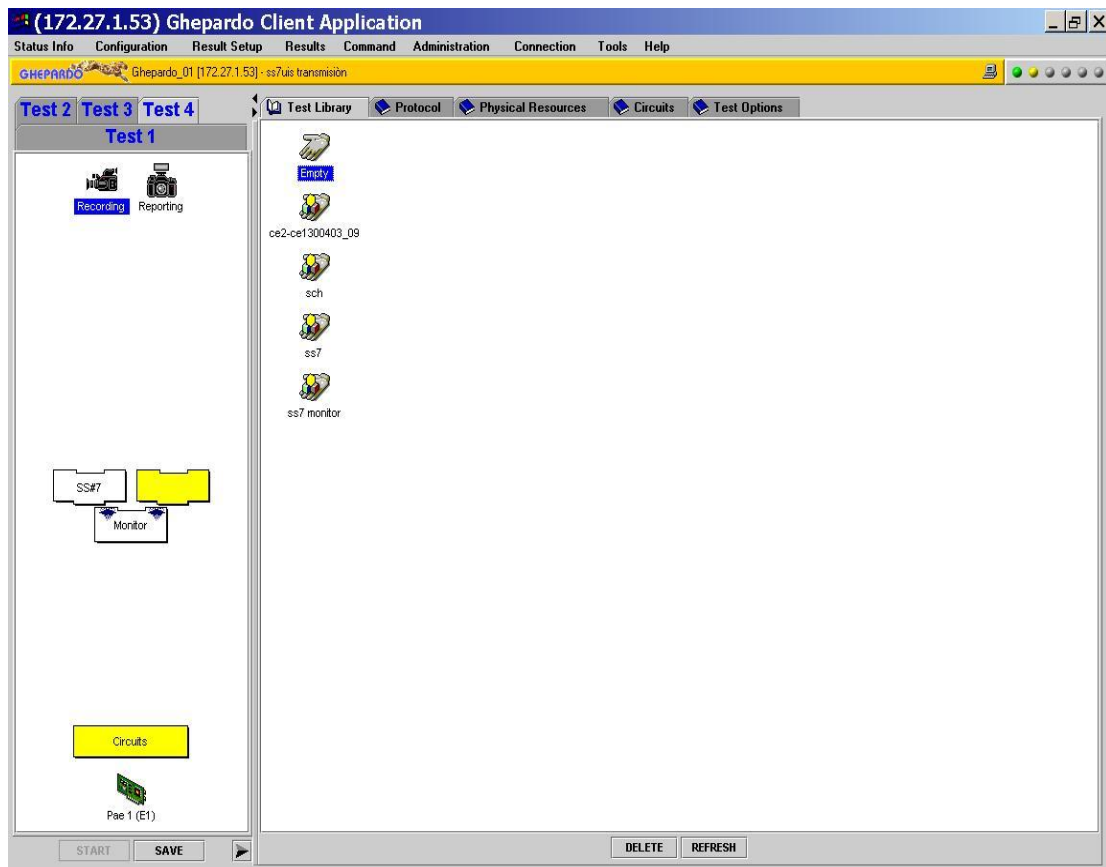 (172.27.1.53) Ghepardo Client Application
Status Info Configuration Result Setup Results Command Administration Connection Tools Help
GHEPARDO Ghepardo_01 [172.27.1.53] - ss7uis transmisiòn
Test 2 Test 3 Test 4
Test 1
Test Library Protocol Physical Resources Circuits Test Options
Recording Reporting
Empty
ce2-ce1300403_09
sch
ss7
ss7 monitor
SS#7
Monitor
Circuits
Pae 1 (E1)
START SAVE
DELETE REFRESH